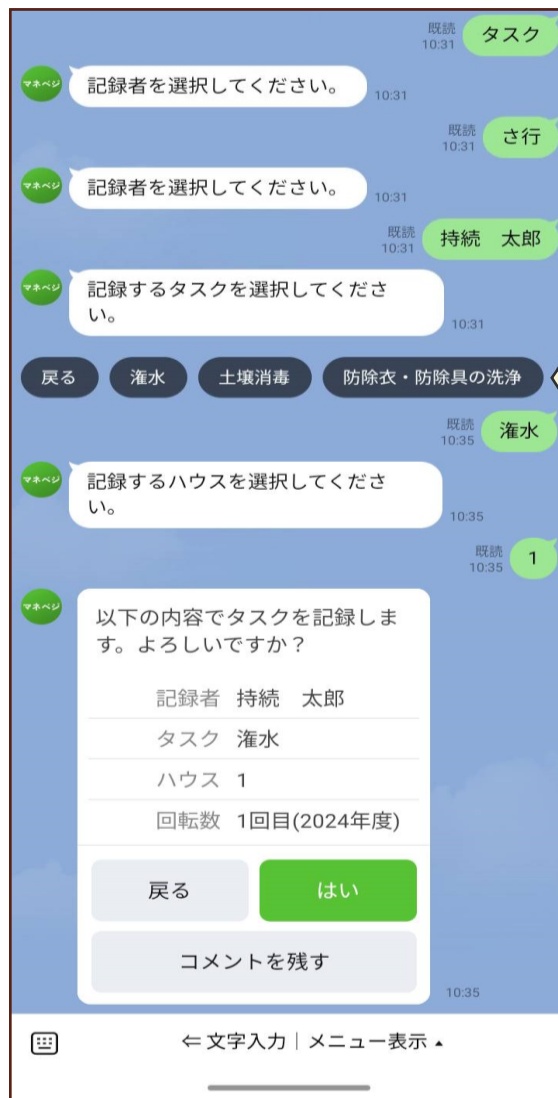 既読
10:31
タスク
マネベジ
記録者を選択してください。
10:31
既読
10:31
さ行
マネベジ
記録者を選択してください。
10:31
既読
10:31
持続　太郎
マネベジ
記録するタスクを選択してくださ
い。
10:31
戻る
潅水
土壌消毒
防除衣・防除具の洗浄
既読
10:35
潅水
マネベジ
記録するハウスを選択してくださ
い。
10:35
既読
10:35
1
マネベジ
以下の内容でタスクを記録しま
す。よろしいですか？
記録者 持続　太郎
タスク 潅水
ハウス 1
回転数 1回目(2024年度)
戻る
はい
コメントを残す
10:35
⇐ 文字入力｜メニュー表示 ▴